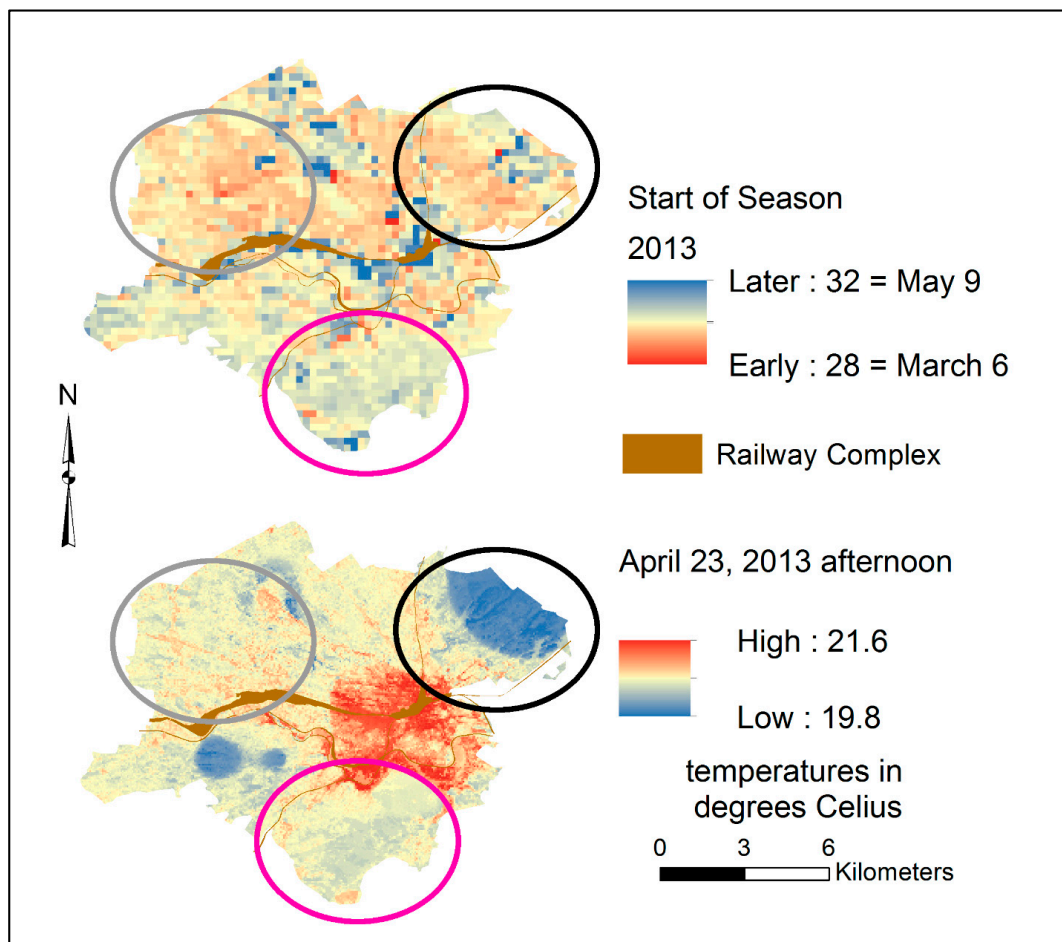 Start of Season
2013
Later : 32 = May 9
Early : 28 = March 6
N
Railway Complex
April 23, 2013 afternoon
High : 21.6
Low : 19.8
temperatures in
degrees Celius
0 3 6
Kilometers